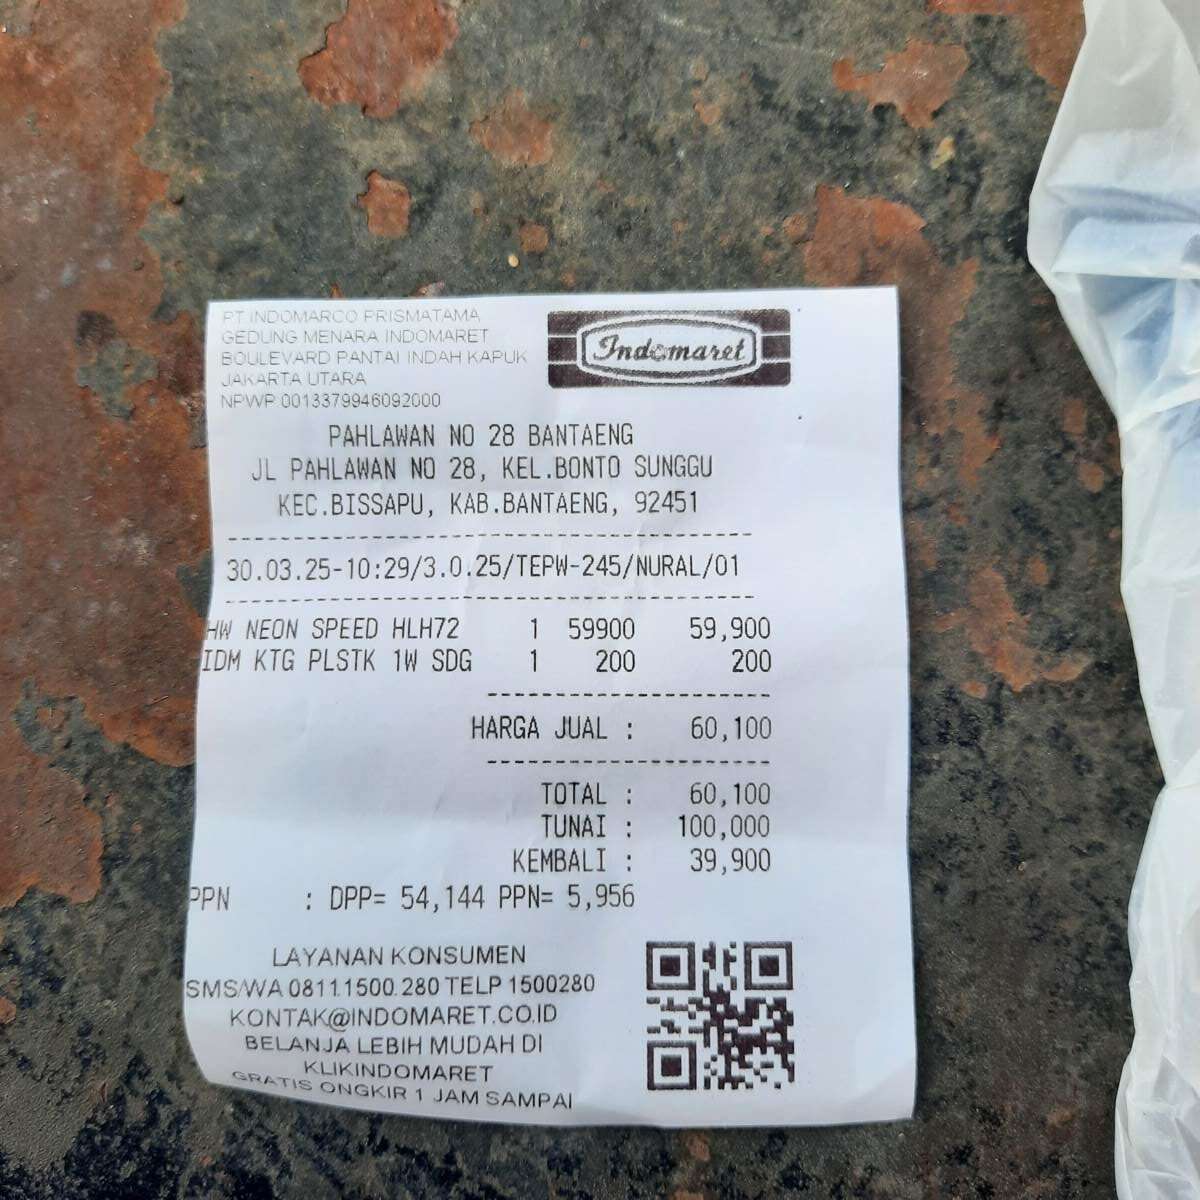 PT INDOMARCO PRISMATAMA
GEDUNG MENARA INDOMARET
BOULEVARD PANTAI INDAH KAPUK
JAKARTA UTARA
NPWP 0013379946092000
Indomaret
PAHLAWAN NO 28 BANTAENG
JL PAHLAWAN NO 28, KEL.BONTO SUNGGU
KEC.BISSAPU, KAB.BANTAENG, 92451
30.03.25-10:29/3.0.25/TEPW-245/NURAL/01
HW NEON SPEED HLH72 1 59900 59,900
IDM KTG PLSTK 1W SDG 1 200 200
HARGA JUAL : 60,100
TOTAL : 60,100
TUNAI : 100,000
KEMBALI : 39,900
PPN : DPP= 54,144 PPN= 5,956
LAYANAN KONSUMEN
SMS/WA 0811.1500.280 TELP 1500280
KONTAK@INDOMARET.CO.ID
BELANJA LEBIH MUDAH DI
KLIKINDOMARET
GRATIS ONGKIR 1 JAM SAMPAI